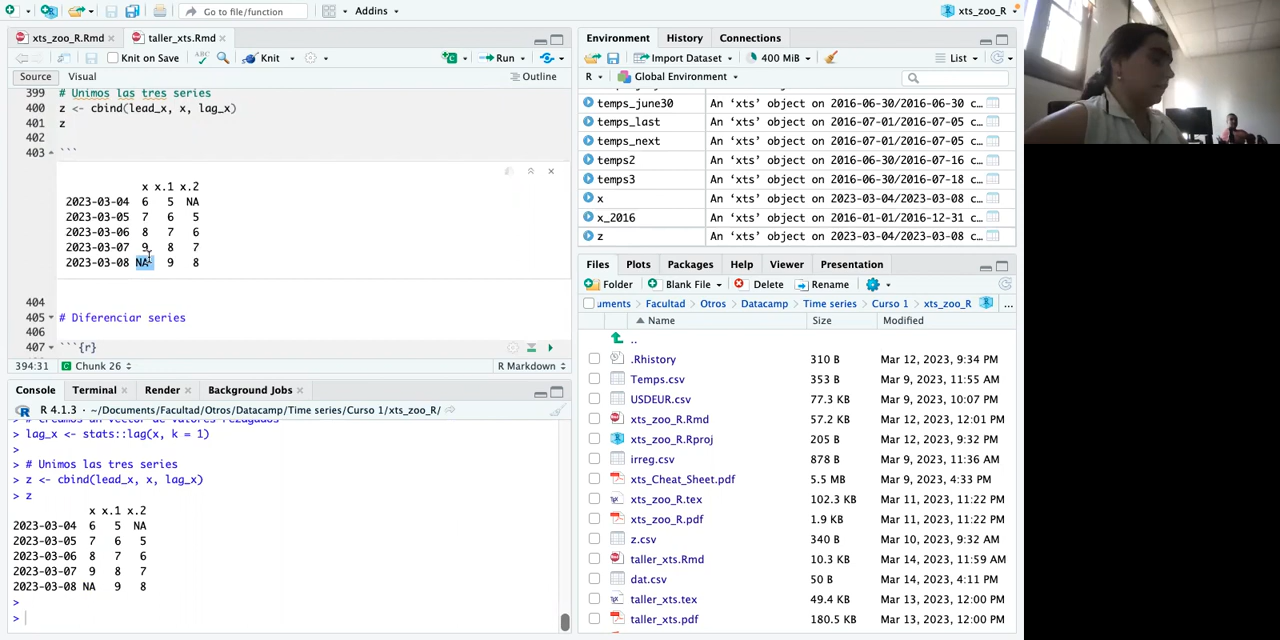 Go to file/function
Addins
xts_zoo_R
xts_zoo_R.Rmd
taller_xts.Rmd
Knit on Save
ABC
Knit
Run
Source
Visual
Outline
399 # Unimos las tres series
400 z <- cbind(lead_x, x, lag_x)
401 z
402
403 ```
x x.1 x.2
2023-03-04 6 5 NA
2023-03-05 7 6 5
2023-03-06 8 7 6
2023-03-07 9 8 7
2023-03-08 NA 9 8
404
405 # Diferenciar series
406
407 ```{r}
394:31
Chunk 26
R Markdown
Console
Terminal
Render
Background Jobs
R 4.1.3 · ~/Documents/Facultad/Otros/Datacamp/Time series/Curso 1/xts_zoo_R/
> # Creamos un vector de valores rezagados
> lag_x <- stats::lag(x, k = 1)
>
> # Unimos las tres series
> z <- cbind(lead_x, x, lag_x)
> z
x x.1 x.2
2023-03-04 6 5 NA
2023-03-05 7 6 5
2023-03-06 8 7 6
2023-03-07 9 8 7
2023-03-08 NA 9 8
>
>
Environment
History
Connections
Import Dataset
400 MiB
List
R
Global Environment
temps_june30 An ‘xts’ object on 2016-06-30/2016-06-30 c…
temps_last An ‘xts’ object on 2016-07-01/2016-07-05 c…
temps_next An ‘xts’ object on 2016-07-01/2016-07-05 c…
temps2 An ‘xts’ object on 2016-06-30/2016-07-16 c…
temps3 An ‘xts’ object on 2016-06-30/2016-07-18 c…
x An ‘xts’ object on 2023-03-04/2023-03-08 c…
x_2016 An ‘xts’ object on 2016-01-01/2016-12-31 c…
z An ‘xts’ object on 2023-03-04/2023-03-08 c…
Files
Plots
Packages
Help
Viewer
Presentation
Folder
Blank File
Delete
Rename
uments > Facultad > Otros > Datacamp > Time series > Curso 1 > xts_zoo_R
...
Name Size Modified
..
.Rhistory 310 B Mar 12, 2023, 9:34 PM
Temps.csv 353 B Mar 9, 2023, 11:55 AM
USDEUR.csv 77.3 KB Mar 9, 2023, 10:07 PM
xts_zoo_R.Rmd 57.2 KB Mar 12, 2023, 12:01 PM
xts_zoo_R.Rproj 205 B Mar 12, 2023, 9:32 PM
irreg.csv 878 B Mar 9, 2023, 11:36 AM
xts_Cheat_Sheet.pdf 5.5 MB Mar 9, 2023, 4:33 PM
xts_zoo_R.tex 102.3 KB Mar 11, 2023, 11:22 PM
xts_zoo_R.pdf 1.9 KB Mar 11, 2023, 11:22 PM
z.csv 340 B Mar 10, 2023, 9:32 AM
taller_xts.Rmd 10.3 KB Mar 14, 2023, 11:59 AM
dat.csv 50 B Mar 14, 2023, 4:11 PM
taller_xts.tex 49.4 KB Mar 13, 2023, 12:00 PM
taller_xts.pdf 180.5 KB Mar 13, 2023, 12:00 PM